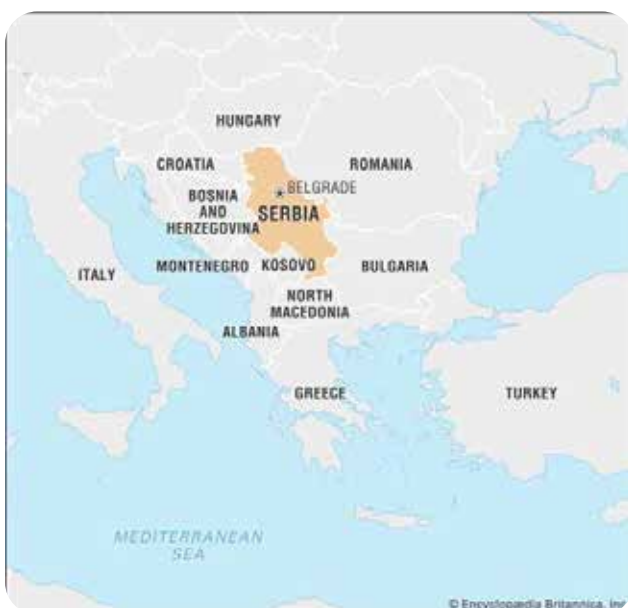 HUNGARY
CROATIA
ROMANIA
BELGRADE
BOSNIA
AND
HERZEGOVINA
SERBIA
ITALY
MONTENEGRO
KOSOVO
BULGARIA
NORTH
MACEDONIA
ALBANIA
GREECE
TURKEY
MEDITERRANEAN
SEA
© Encyclopædia Britannica, Inc